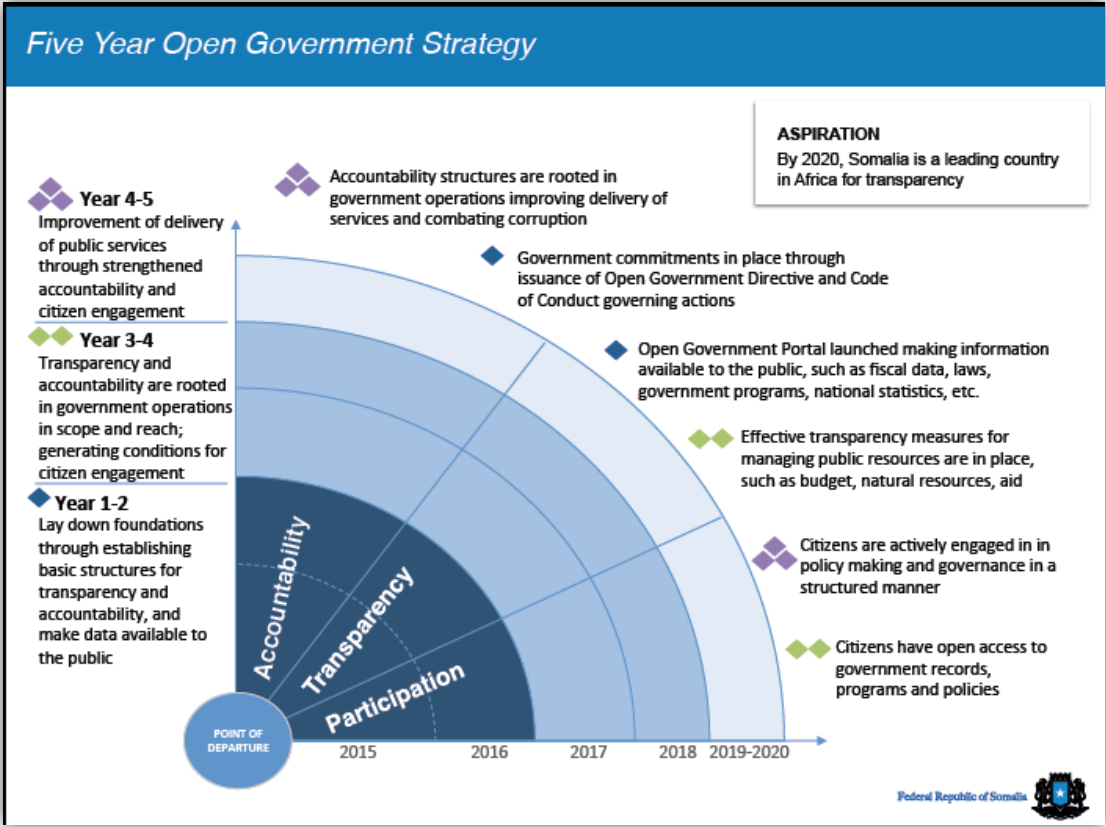 Five Year Open Government Strategy
ASPIRATION
By 2020, Somalia is a leading country
in Africa for transparency
Year 4-5
Improvement of delivery
of public services
through strengthened
accountability and
citizen engagement
Year 3-4
Transparency and
accountability are rooted
in government operations
in scope and reach;
generating conditions for
citizen engagement
Year 1-2
Lay down foundations
through establishing
basic structures for
transparency and
accountability, and
make data available to
the public
Accountability structures are rooted in
government operations improving delivery of
services and combating corruption
Government commitments in place through
issuance of Open Government Directive and Code
of Conduct governing actions
Open Government Portal launched making information
available to the public, such as fiscal data, laws,
government programs, national statistics, etc.
Effective transparency measures for
managing public resources are in place,
such as budget, natural resources, aid
Citizens are actively engaged in in
policy making and governance in a
structured manner
Citizens have open access to
government records,
programs and policies
Accountability
Transparency
Participation
POINT OF
DEPARTURE
2015 2016 2017 2018 2019-2020
Federal Republic of Somalia